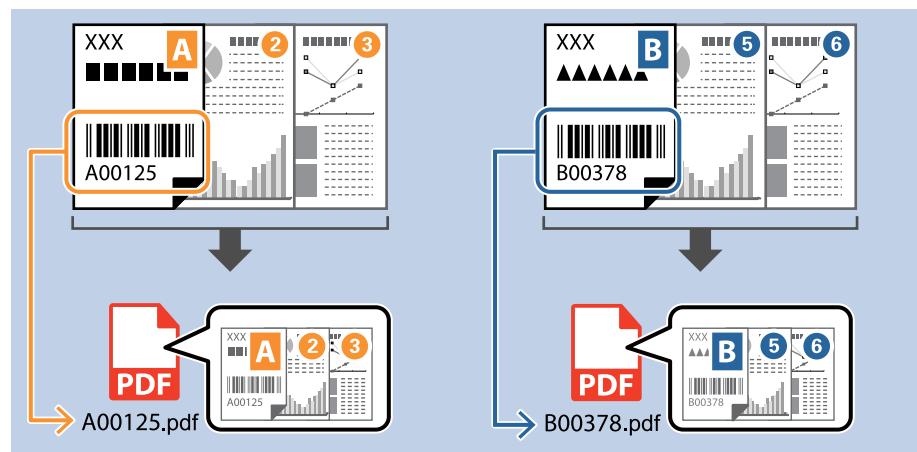 XXX A 2 3
A00125
XXX B 5 6
B00378
PDF
XXX A 2 3
A00125
A00125.pdf
PDF
XXX B 5 6
B00378
B00378.pdf